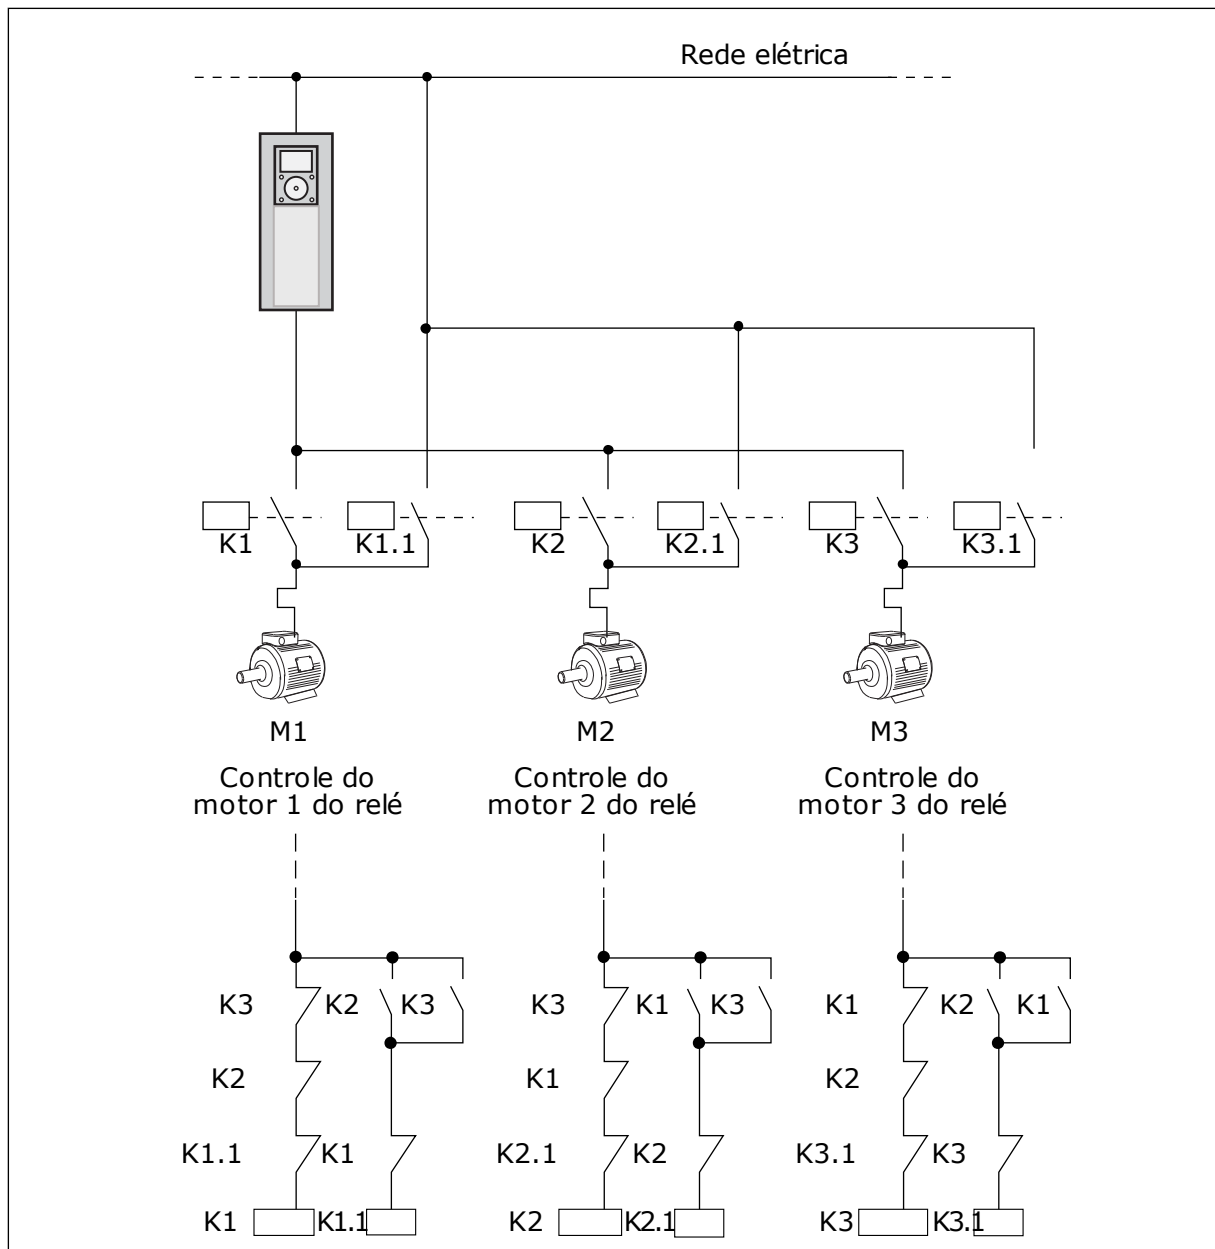 Rede elétrica
K1 K1.1 K2 K2.1 K3 K3.1
M1 M2 M3
Controle do
motor 1 do relé
Controle do
motor 2 do relé
Controle do
motor 3 do relé
K3 K2 K3 K3 K1 K3 K1 K2 K1
K2 K1 K2
K1.1 K1 K2.1 K2 K3.1 K3
K1 K1.1 K2 K2.1 K3 K3.1